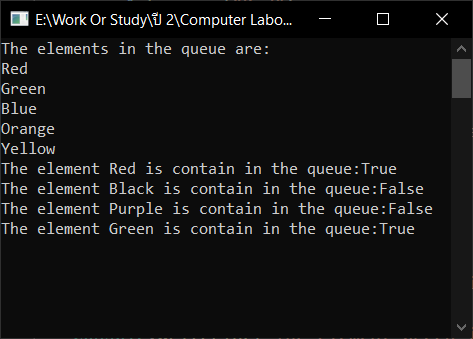 E:\Work Or Study\ปี 2\Computer Labo...
The elements in the queue are:
Red
Green
Blue
Orange
Yellow
The element Red is contain in the queue:True
The element Black is contain in the queue:False
The element Purple is contain in the queue:False
The element Green is contain in the queue:True